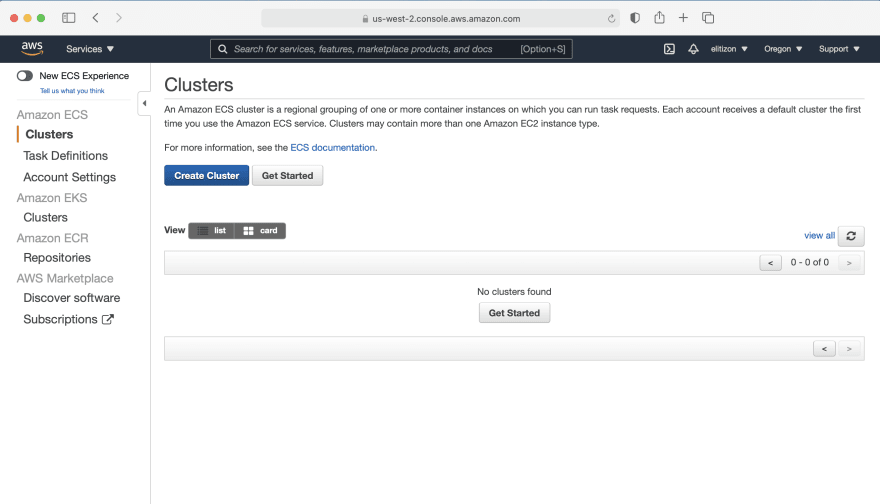 us-west-2.console.aws.amazon.com
aws Services Search for services, features, marketplace products, and docs [Option+S] elitizon Oregon Support
New ECS Experience
Tell us what you think
Amazon ECS
Clusters
Task Definitions
Account Settings
Amazon EKS
Clusters
Amazon ECR
Repositories
AWS Marketplace
Discover software
Subscriptions
Clusters
An Amazon ECS cluster is a regional grouping of one or more container instances on which you can run task requests. Each account receives a default cluster the first
time you use the Amazon ECS service. Clusters may contain more than one Amazon EC2 instance type.
For more information, see the ECS documentation.
Create Cluster Get Started
View list card
view all
< 0 - 0 of 0 >
No clusters found
Get Started
< >